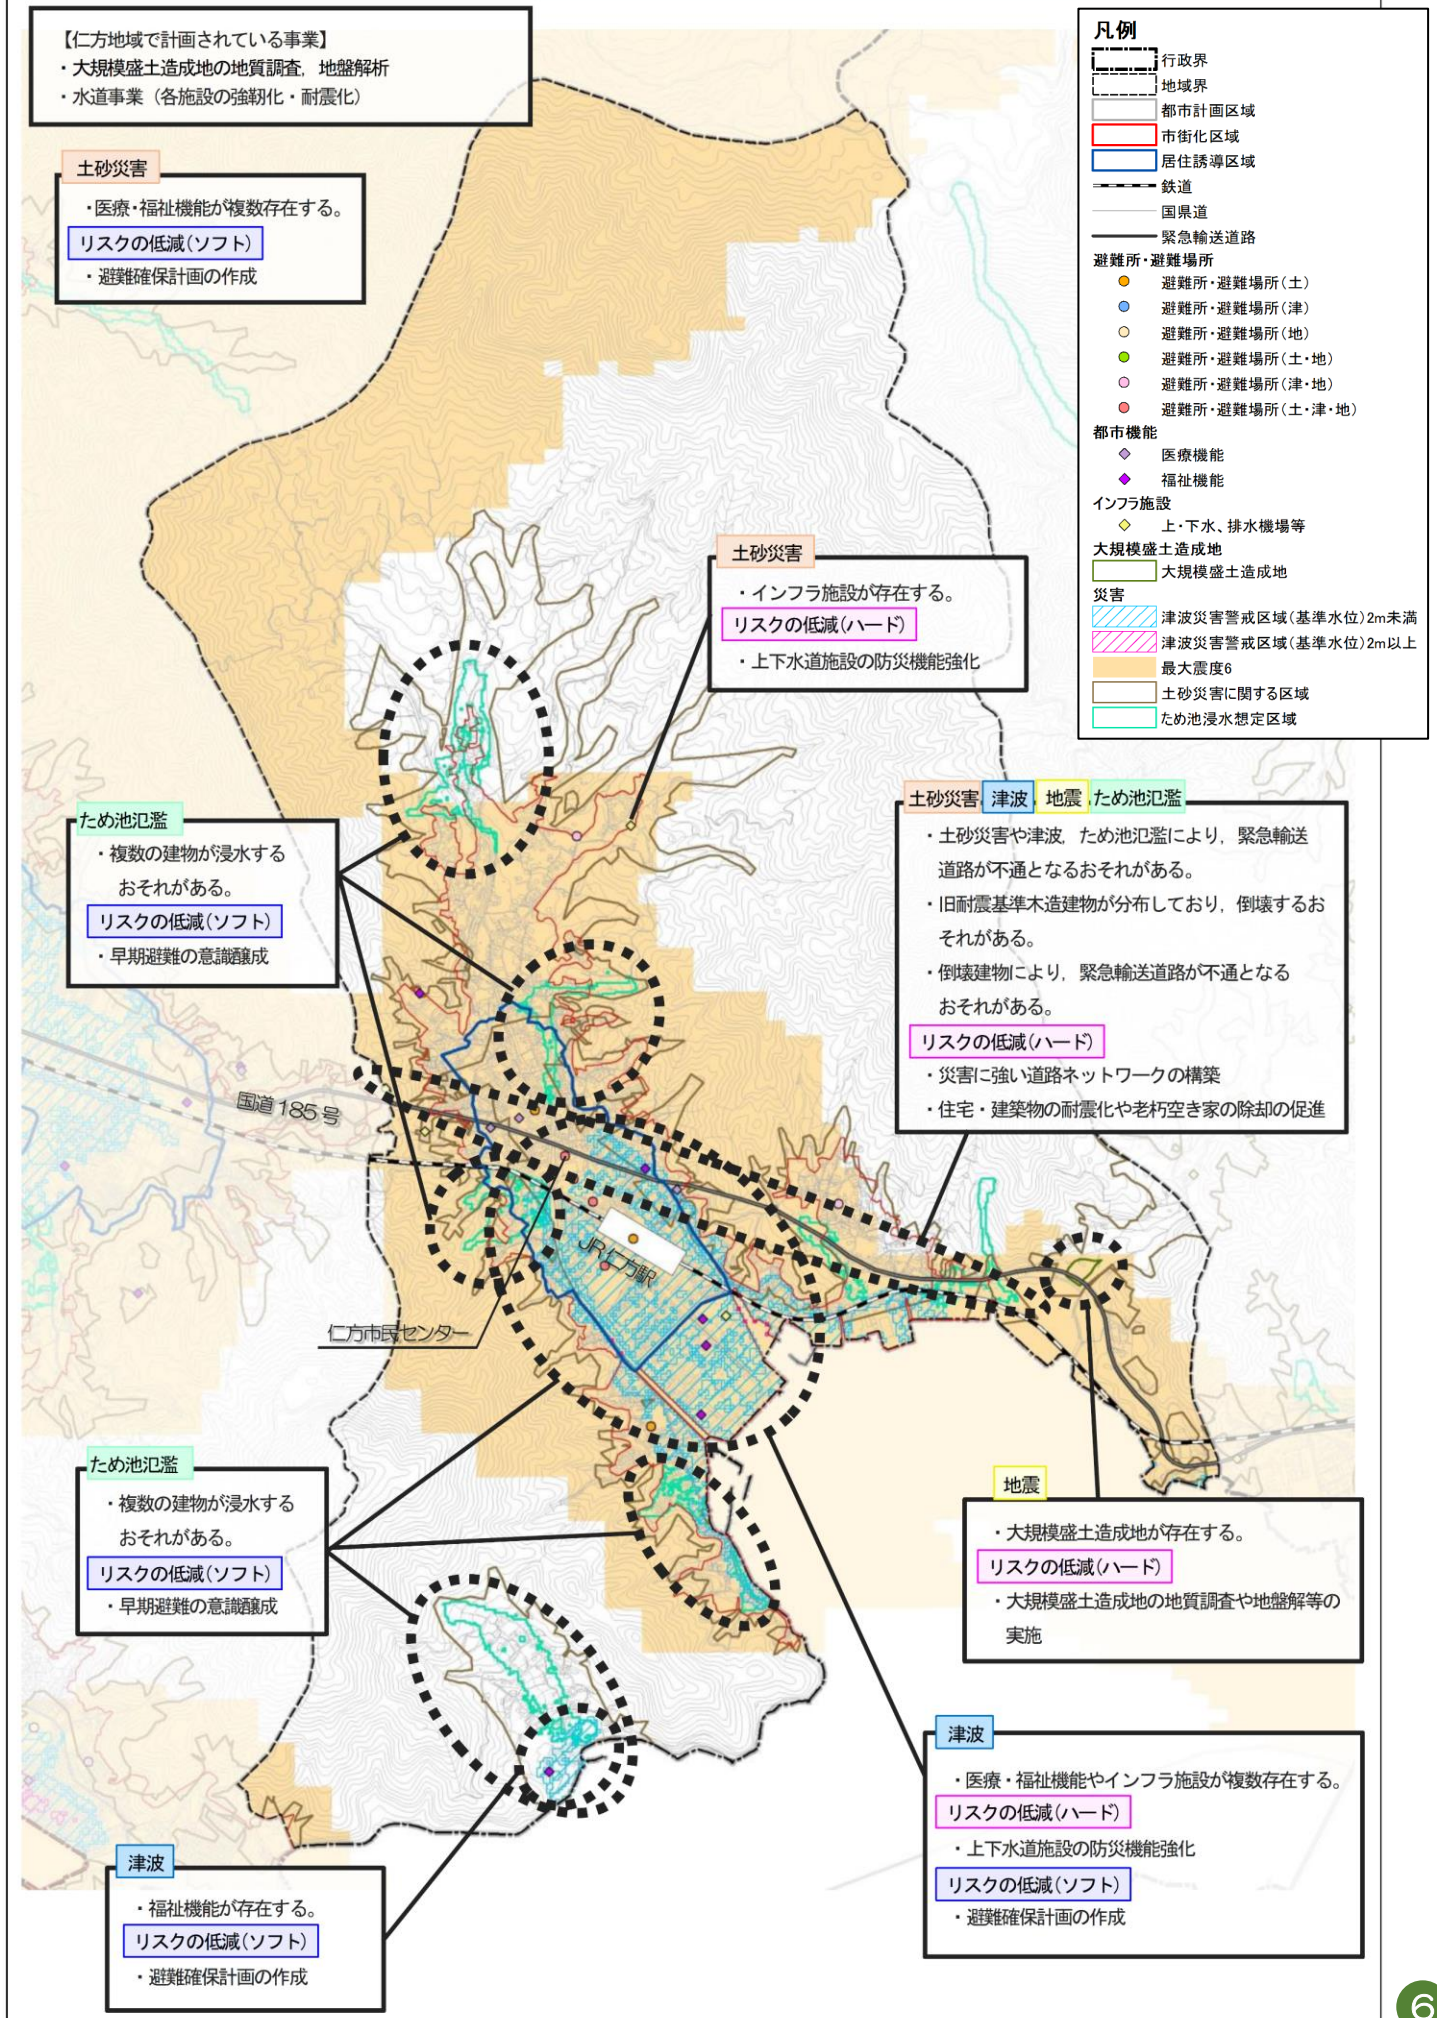 【仁方地域で計画されている事業】
・大規模盛土造成地の地質調査，地盤解析
・水道事業（各施設の強靭化・耐震化）
土砂災害
・医療・福祉機能が複数存在する。
リスクの低減（ソフト）
・避難確保計画の作成
凡例
行政界
地域界
都市計画区域
市街化区域
居住誘導区域
鉄道
国県道
緊急輸送道路
避難所・避難場所
避難所・避難場所（土）
避難所・避難場所（津）
避難所・避難場所（地）
避難所・避難場所（土・地）
避難所・避難場所（津・地）
避難所・避難場所（土・津・地）
都市機能
医療機能
福祉機能
インフラ施設
上・下水、排水機場等
大規模盛土造成地
大規模盛土造成地
災害
津波災害警戒区域（基準水位）2m未満
津波災害警戒区域（基準水位）2m以上
最大震度6
土砂災害に関する区域
ため池浸水想定区域
土砂災害
・インフラ施設が存在する。
リスクの低減（ハード）
・上下水道施設の防災機能強化
ため池氾濫
・複数の建物が浸水する
おそれがある。
リスクの低減（ソフト）
・早期避難の意識醸成
土砂災害 津波 地震 ため池氾濫
・土砂災害や津波，ため池氾濫により，緊急輸送
道路が不通となるおそれがある。
・旧耐震基準木造建物が分布しており，倒壊するお
それがある。
・倒壊建物により，緊急輸送道路が不通となる
おそれがある。
リスクの低減（ハード）
・災害に強い道路ネットワークの構築
・住宅・建築物の耐震化や老朽空き家の除却の促進
国道185号
JR仁方駅
仁方市民センター
ため池氾濫
・複数の建物が浸水する
おそれがある。
リスクの低減（ソフト）
・早期避難の意識醸成
地震
・大規模盛土造成地が存在する。
リスクの低減（ハード）
・大規模盛土造成地の地質調査や地盤解等の
実施
津波
・医療・福祉機能やインフラ施設が複数存在する。
リスクの低減（ハード）
・上下水道施設の防災機能強化
リスクの低減（ソフト）
・避難確保計画の作成
津波
・福祉機能が存在する。
リスクの低減（ソフト）
・避難確保計画の作成
6